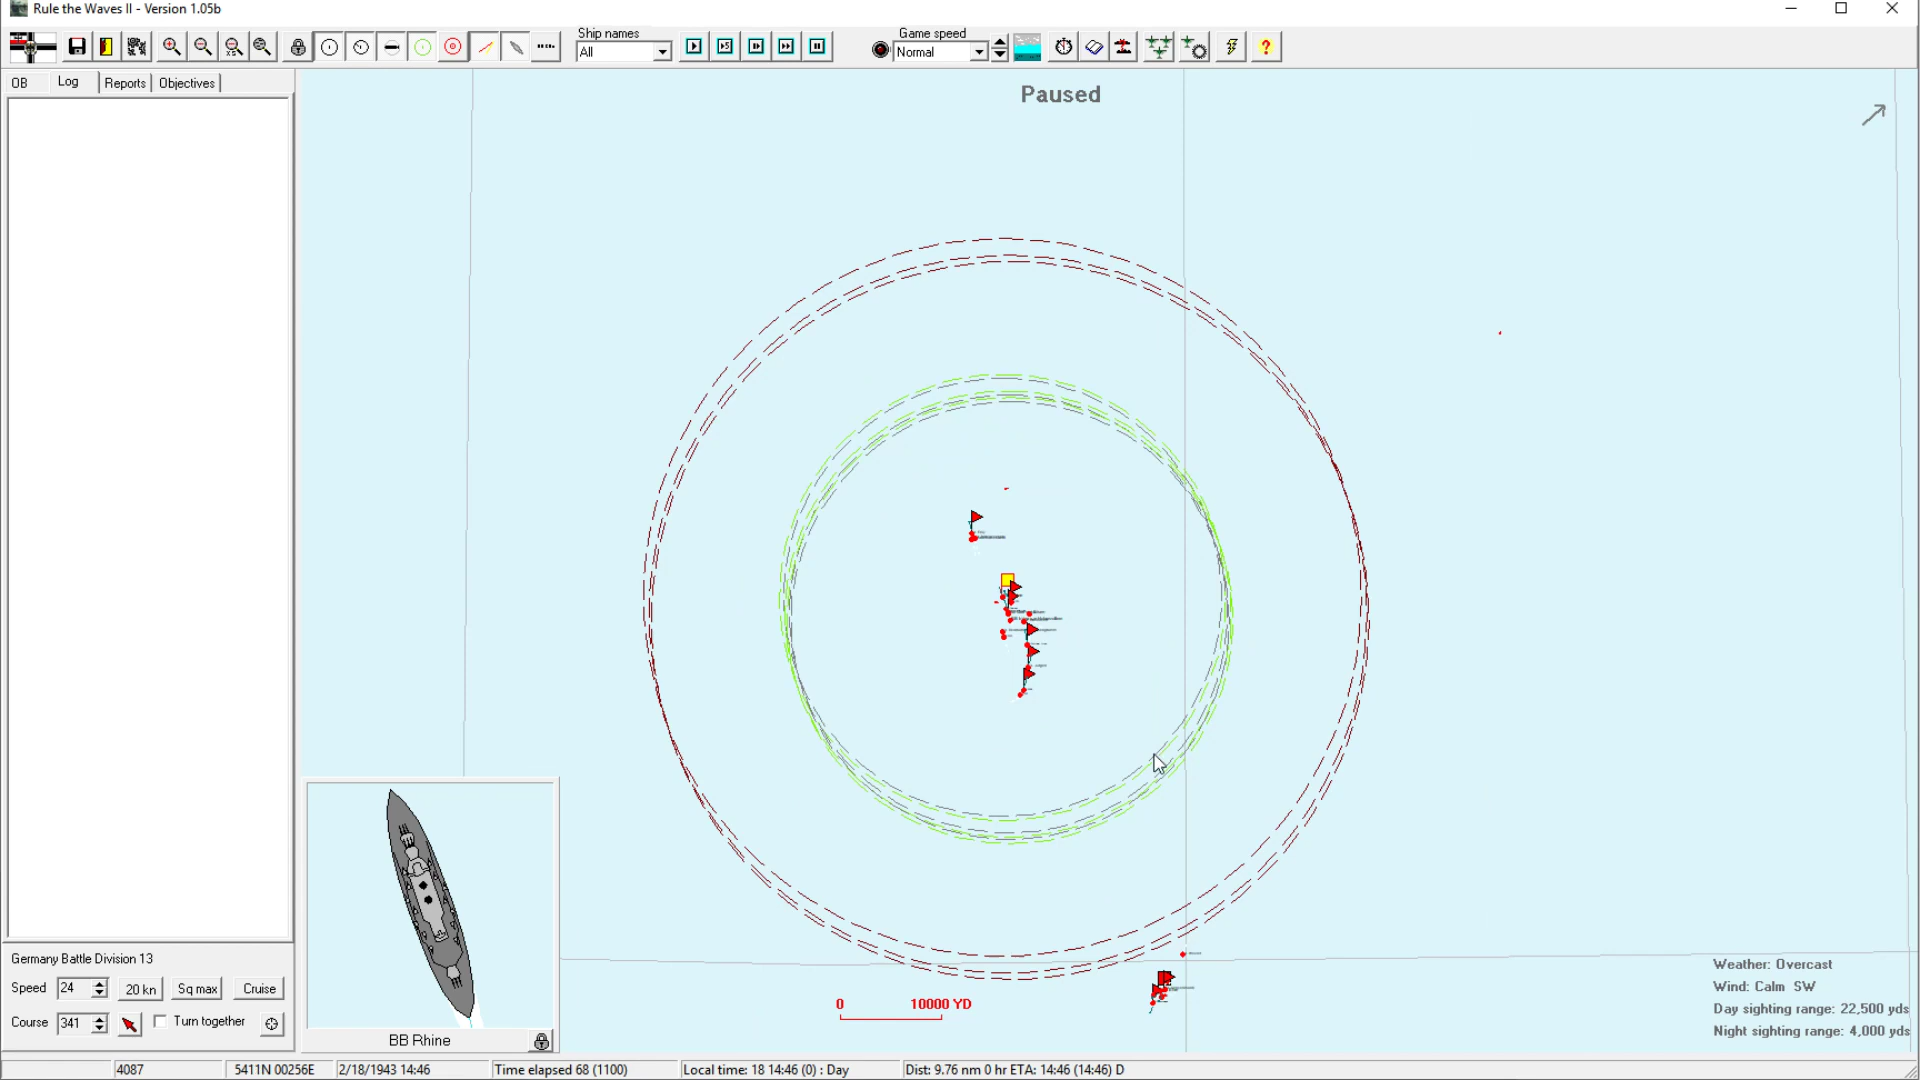 Rule the Waves II - Version 1.05b
Ship names
All
Game speed
Normal
OB
Log
Reports
Objectives
Paused
Germany Battle Division 13
Speed
24
20 kn
Sq max
Cruise
Course
341
Turn together
BB Rhine
0
10000 YD
Weather: Overcast
Wind: Calm SW
Day sighting range: 22,500 yds
Night sighting range: 4,000 yds
4087
5411N 00256E
2/18/1943 14:46
Time elapsed 68 (1100)
Local time: 18 14:46 (0) : Day
Dist: 9.76 nm 0 hr ETA: 14:46 (14:46) D